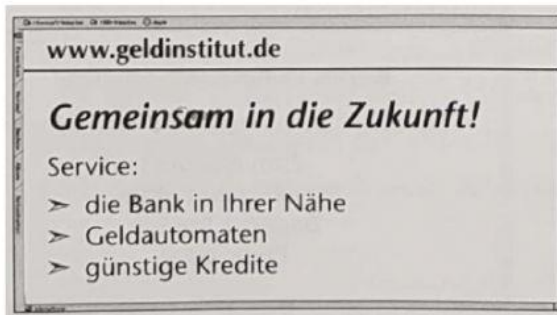 www.geldinstitut.de
Gemeinsam in die Zukunft!
Service:
➢ die Bank in Ihrer Nähe
➢ Geldautomaten
➢ günstige Kredite